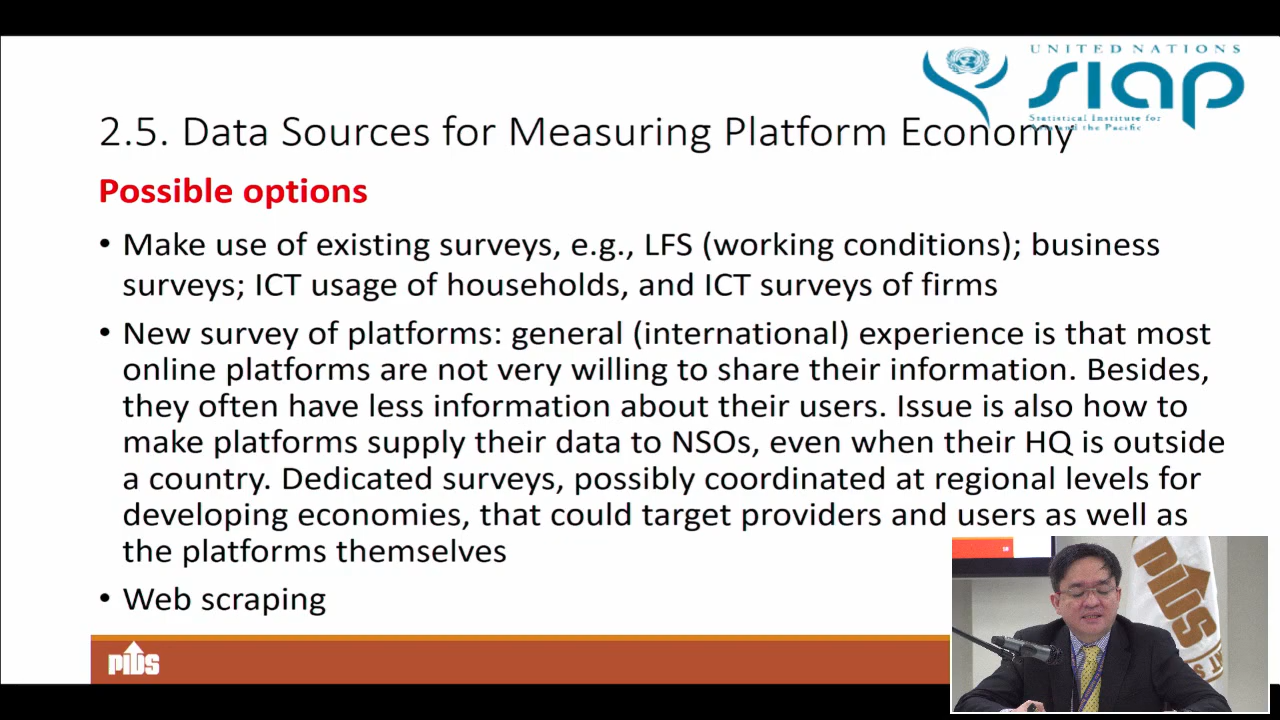 UNITED NATIONS
SIAP
Statistical Institute for
Asia and the Pacific
2.5. Data Sources for Measuring Platform Economy
Possible options
• Make use of existing surveys, e.g., LFS (working conditions); business
surveys; ICT usage of households, and ICT surveys of firms
• New survey of platforms: general (international) experience is that most
online platforms are not very willing to share their information. Besides,
they often have less information about their users. Issue is also how to
make platforms supply their data to NSOs, even when their HQ is outside
a country. Dedicated surveys, possibly coordinated at regional levels for
developing economies, that could target providers and users as well as
the platforms themselves
• Web scraping
PIDS
PIDS